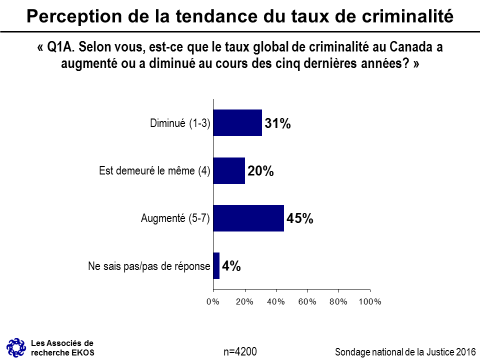 Perception de la tendance du taux de criminalité
« Q1A. Selon vous, est-ce que le taux global de criminalité au Canada a
augmenté ou a diminué au cours des cinq dernières années? »
Diminué (1-3) 31%
Est demeuré le même (4) 20%
Augmenté (5-7) 45%
Ne sais pas/pas de réponse 4%
0% 20% 40% 60% 80% 100%
Les Associés de
recherche EKOS
n=4200
Sondage national de la Justice 2016